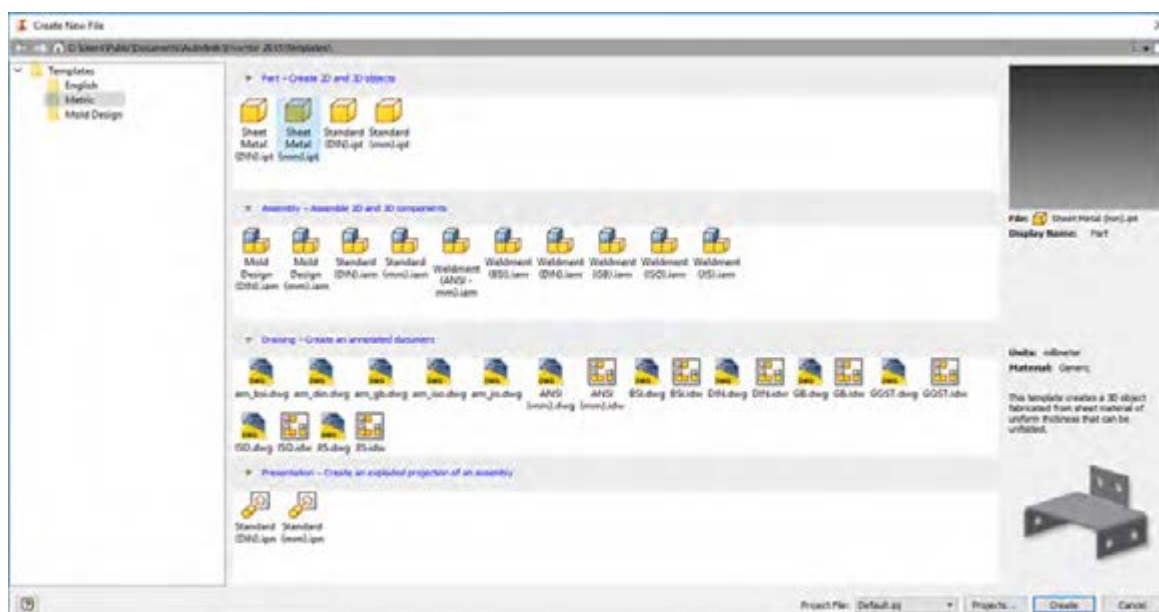 Create New File
Templates
English
Metric
Mold Design
Part - Create 2D and 3D objects
Sheet Sheet Standard Standard
Metal Metal (DIN).ipt (mm).ipt
(DIN).ipt (mm).ipt
Assembly - Assemble 2D and 3D components
Mold Mold Standard Standard Weldment Weldment Weldment Weldment Weldment Weldment
Design Design (DIN).iam (mm).iam (ANSI - (BSI).iam (DIN).iam (GB).iam (ISO).iam (JIS).iam
(DIN).iam (mm).iam mm).iam
Drawing - Create an annotated document
am_bsi.dwg am_din.dwg am_gb.dwg am_iso.dwg am_jis.dwg ANSI ANSI BSI.dwg BSI.idw DIN.dwg DIN.idw GB.dwg GB.idw GOST.dwg GOST.idw
(mm).dwg (mm).idw
ISO.dwg ISO.idw JIS.dwg JIS.idw
Presentation - Create an exploded projection of an assembly
Standard Standard
(DIN).ipn (mm).ipn
File: Sheet Metal (mm).ipt
Display Name: Part
Units: millimeter
Material: Generic
This template creates a 3D object
fabricated from sheet material of
uniform thickness that can be
unfolded.
Project File: Default.ipj Projects... Create Cancel